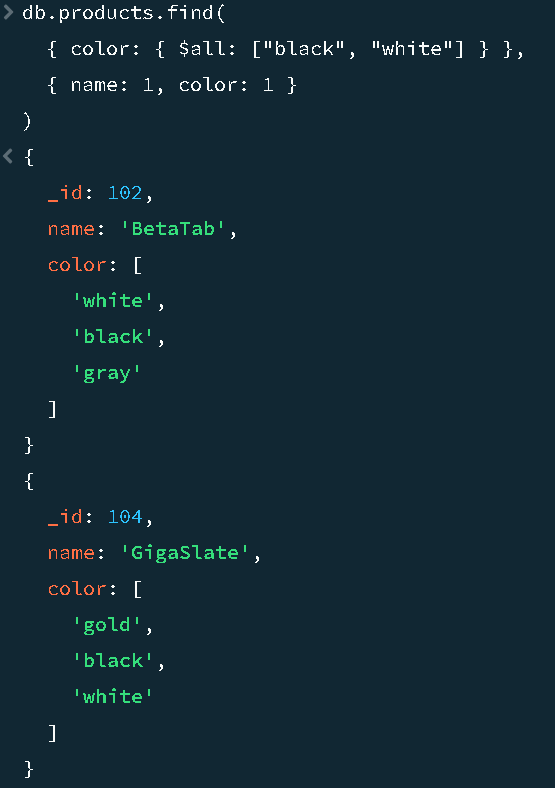 db.products.find(
  { color: { $all: ["black", "white"] } },
  { name: 1, color: 1 }
)
{
  _id: 102,
  name: 'BetaTab',
  color: [
    'white',
    'black',
    'gray'
  ]
}
{
  _id: 104,
  name: 'GigaSlate',
  color: [
    'gold',
    'black',
    'white'
  ]
}